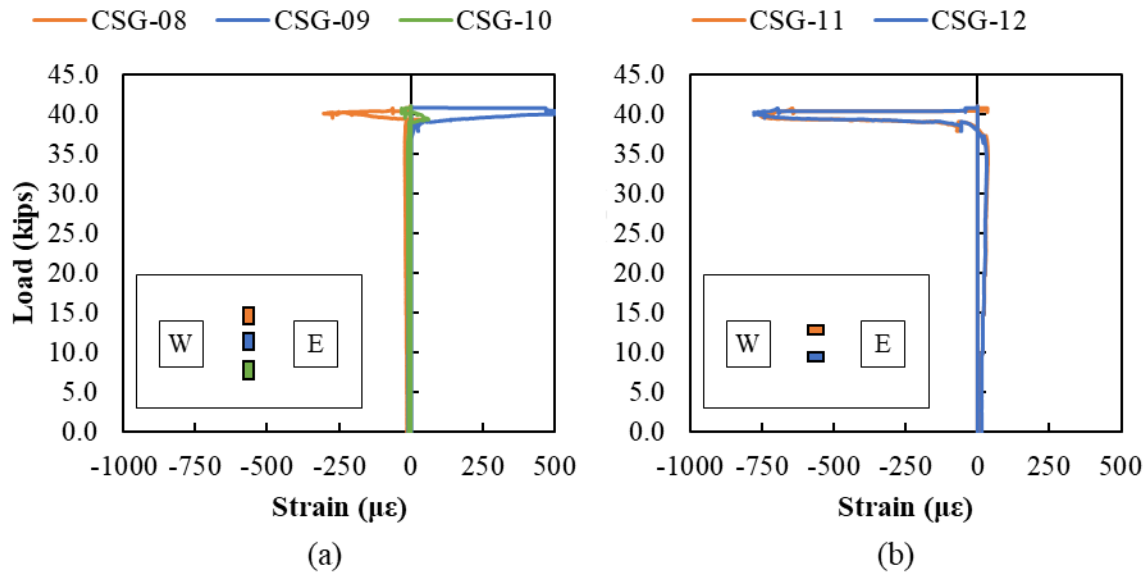 CSG-08 CSG-09 CSG-10
CSG-11 CSG-12
Load (kips)
45.0
40.0
35.0
30.0
25.0
20.0
15.0
10.0
5.0
0.0
W E
-1000 -750 -500 -250 0 250 500
Strain (με)
(a)
45.0
40.0
35.0
30.0
25.0
20.0
15.0
10.0
5.0
0.0
W E
-1000 -750 -500 -250 0 250 500
Strain (με)
(b)